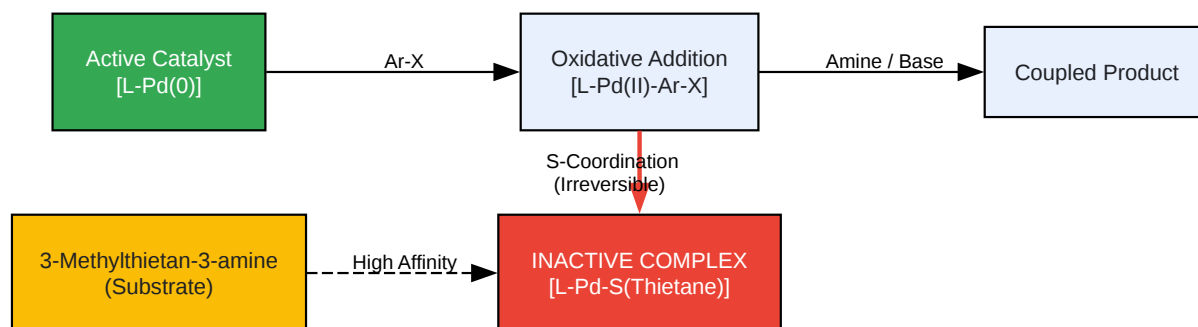 Active Catalyst
[L-Pd(0)]
Ar-X
Oxidative Addition
[L-Pd(II)-Ar-X]
Amine / Base
Coupled Product
S-Coordination
(Irreversible)
3-Methylthietan-3-amine
(Substrate)
High Affinity
INACTIVE COMPLEX
[L-Pd-S(Thietane)]